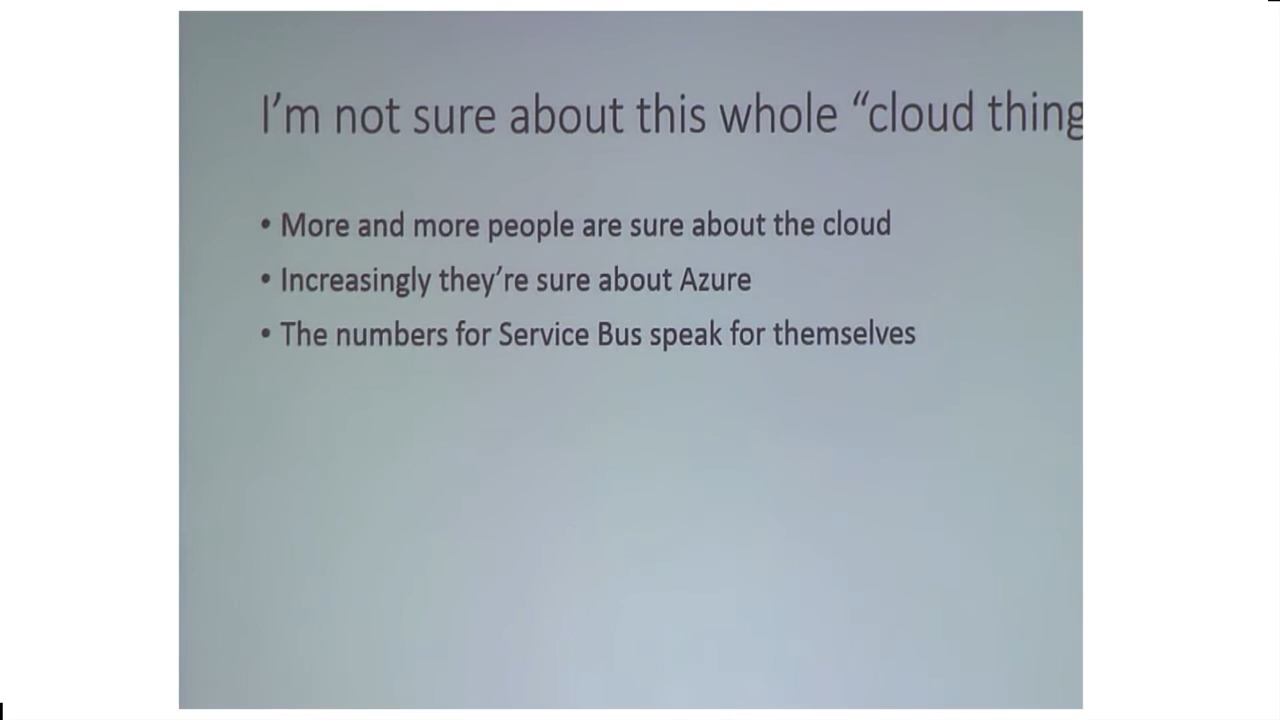 I’m not sure about this whole “cloud thing
• More and more people are sure about the cloud
• Increasingly they’re sure about Azure
• The numbers for Service Bus speak for themselves